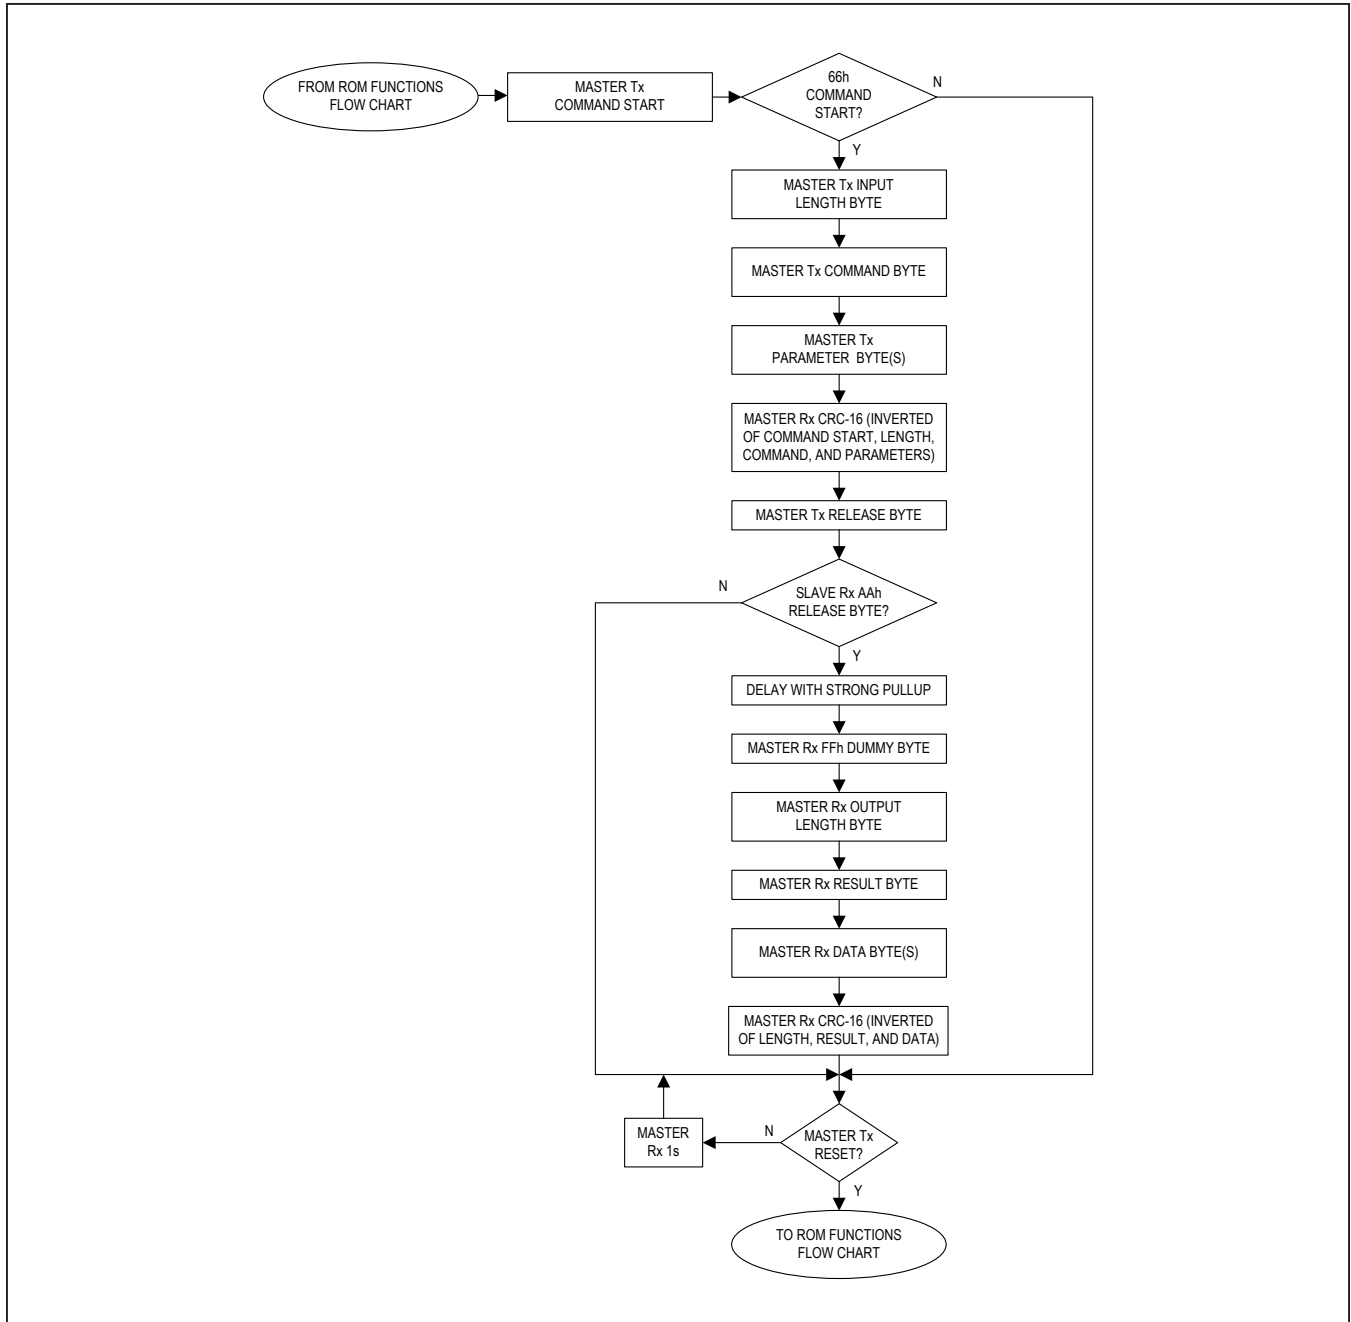 FROM ROM FUNCTIONS
FLOW CHART
MASTER Tx
COMMAND START
66h
COMMAND
START?
N
Y
MASTER Tx INPUT
LENGTH BYTE
MASTER Tx COMMAND BYTE
MASTER Tx
PARAMETER BYTE(S)
MASTER Rx CRC-16 (INVERTED
OF COMMAND START, LENGTH,
COMMAND, AND PARAMETERS)
MASTER Tx RELEASE BYTE
N
SLAVE Rx AAh
RELEASE BYTE?
Y
DELAY WITH STRONG PULLUP
MASTER Rx FFh DUMMY BYTE
MASTER Rx OUTPUT
LENGTH BYTE
MASTER Rx RESULT BYTE
MASTER Rx DATA BYTE(S)
MASTER Rx CRC-16 (INVERTED
OF LENGTH, RESULT, AND DATA)
MASTER
Rx 1s
N
MASTER Tx
RESET?
Y
TO ROM FUNCTIONS
FLOW CHART